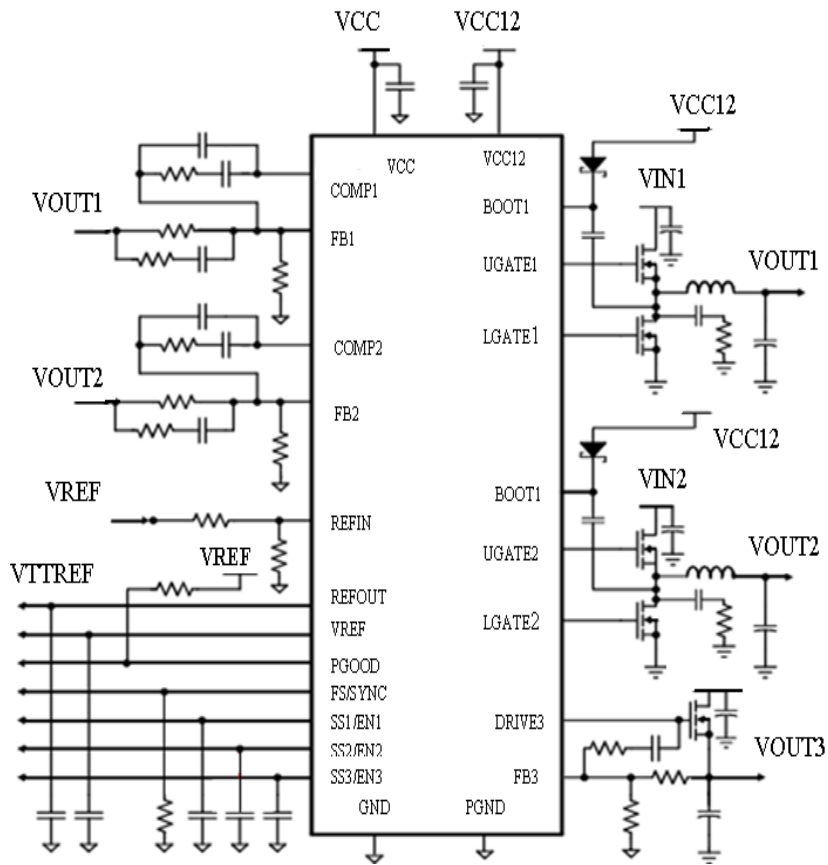 VCC
VCC12
VCC12
VCC
VCC12
COMP1
BOOT1
VIN1
VOUT1
FB1
UGATE1
VOUT1
COMP2
LGATE1
VOUT2
FB2
VCC12
VREF
BOOT1
VIN2
REFIN
VREF
UGATE2
VOUT2
VTTREF
REFOUT
VREF
LGATE2
PGOOD
FS/SYNC
SS1/EN1
DRIVE3
SS2/EN2
VOUT3
SS3/EN3
FB3
GND
PGND